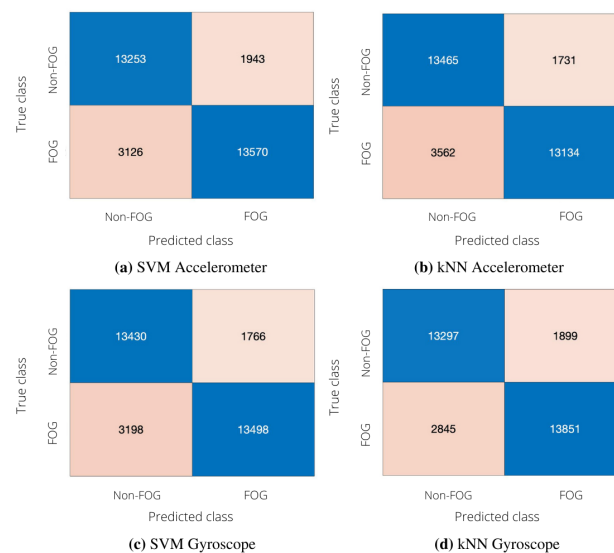 True class
Non-FOG
13253
1943
FOG
3126
13570
Non-FOG
FOG
Predicted class
(a) SVM Accelerometer
True class
Non-FOG
13465
1731
FOG
3562
13134
Non-FOG
FOG
Predicted class
(b) kNN Accelerometer
True class
Non-FOG
13430
1766
FOG
3198
13498
Non-FOG
FOG
Predicted class
(c) SVM Gyroscope
True class
Non-FOG
13297
1899
FOG
2845
13851
Non-FOG
FOG
Predicted class
(d) kNN Gyroscope